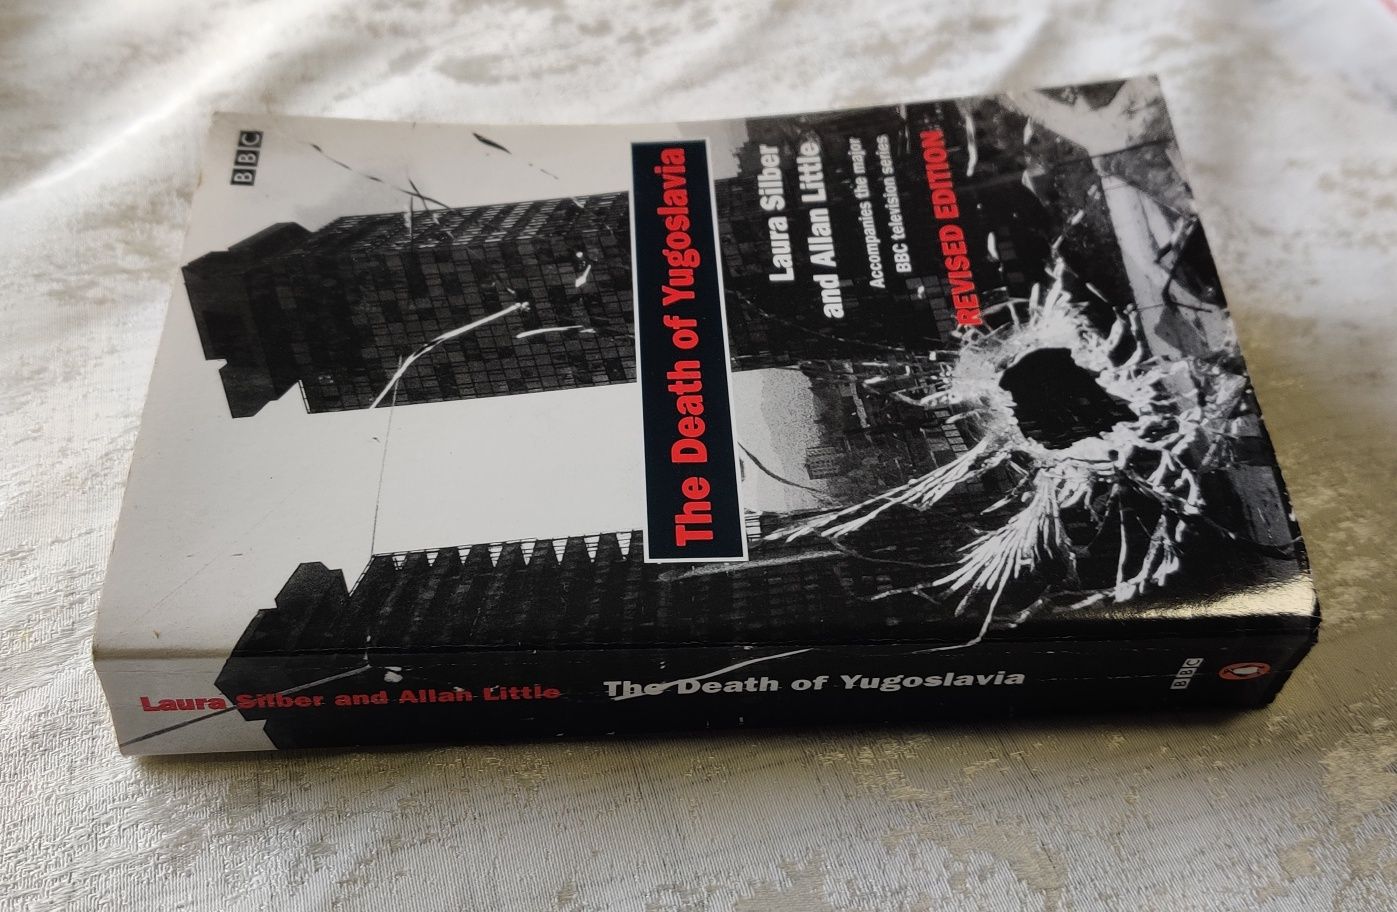 BBC
The Death of Yugoslavia
Laura Silber
and Allan Little
Accompanies the major
BBC television series
REVISED EDITION
Laura Silber and Allan Little The Death of Yugoslavia BBC